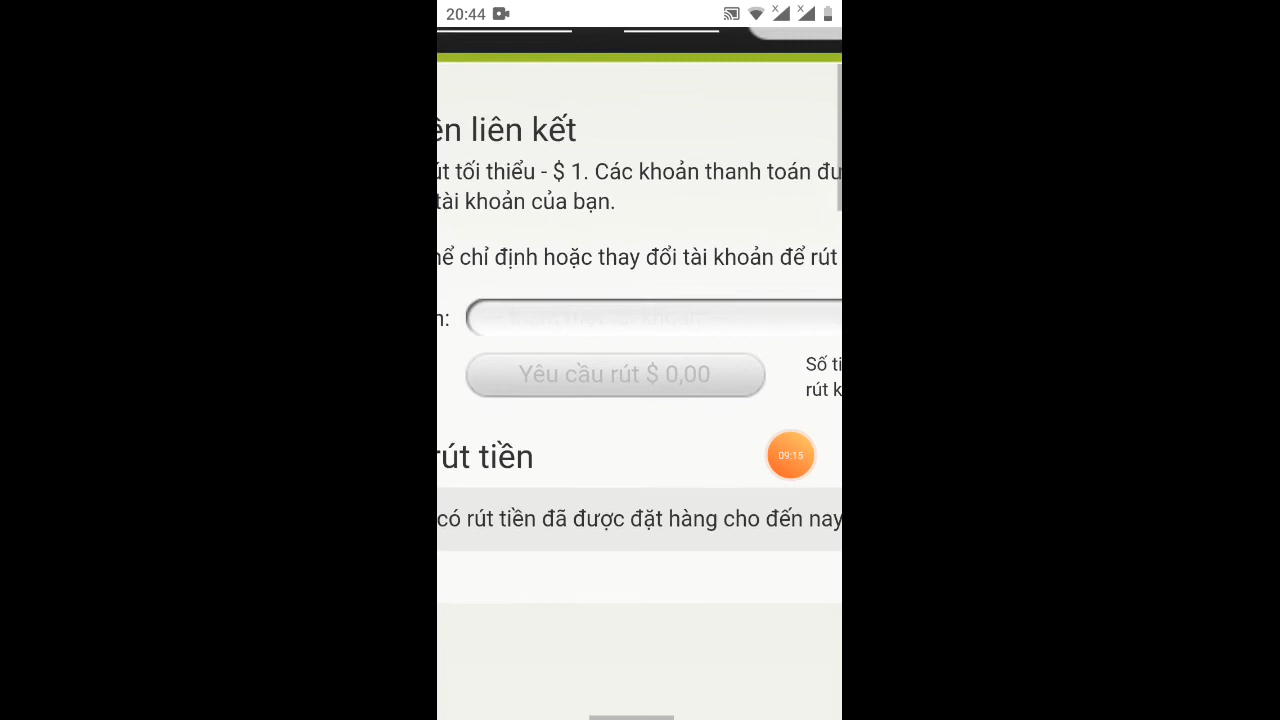 20:44
ên liên kết
út tối thiểu - $ 1. Các khoản thanh toán đu
tài khoản của bạn.
hể chỉ định hoặc thay đổi tài khoản để rút
n:
Yêu cầu rút $ 0,00
Số ti
rút k
rút tiền
09:15
có rút tiền đã được đặt hàng cho đến nay